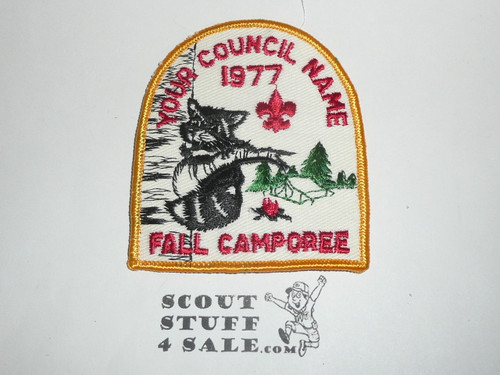 YOUR COUNCIL NAME
1977
FALL CAMPOREE
SCOUT
STUFF
4 SALE.COM